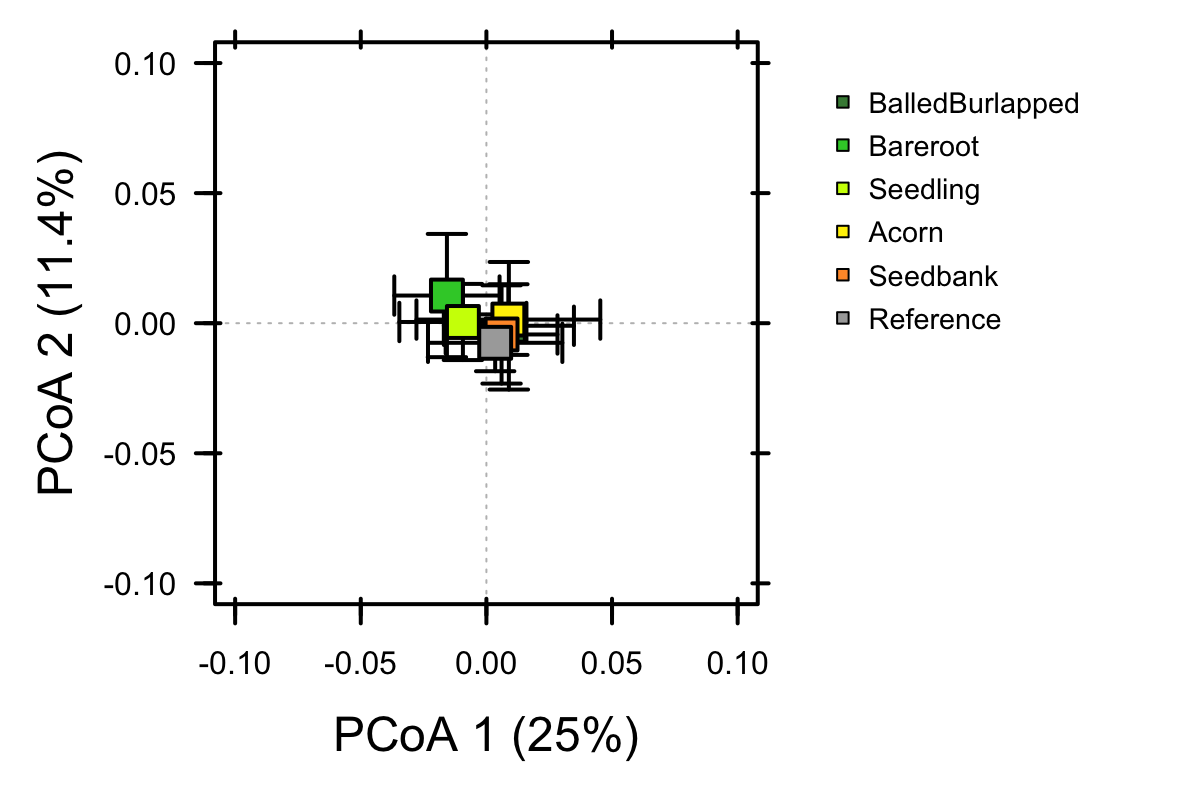 0.10
0.05
0.00
-0.05
-0.10
PCoA 2 (11.4%)
-0.10 -0.05 0.00 0.05 0.10
PCoA 1 (25%)
BalledBurlapped
Bareroot
Seedling
Acorn
Seedbank
Reference